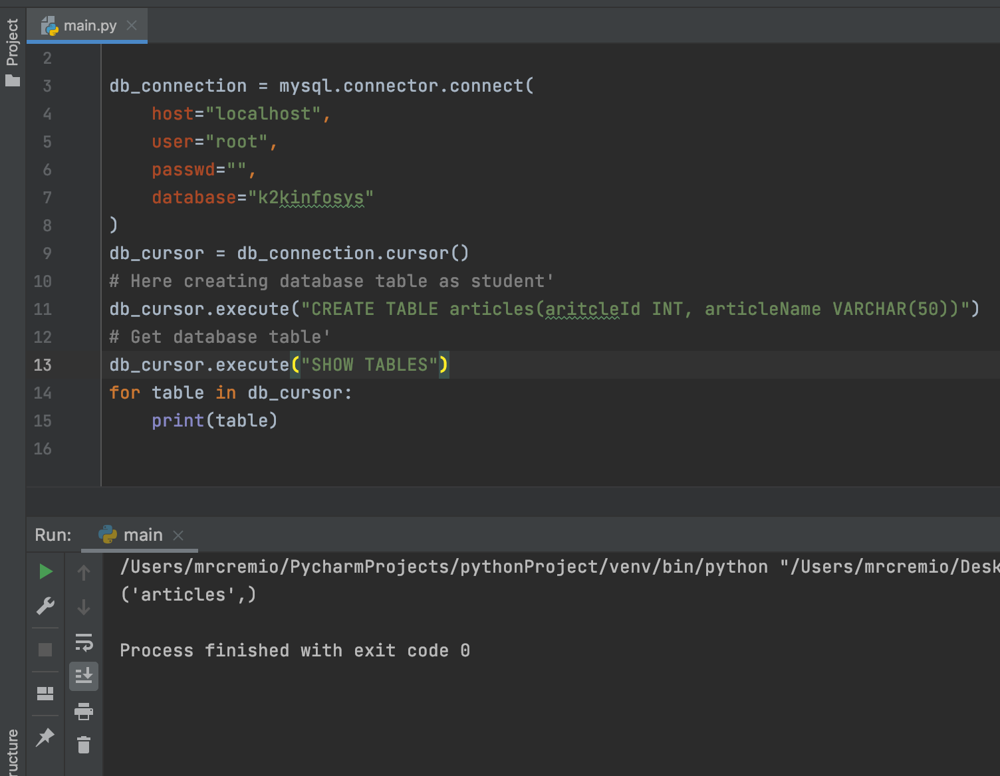 Project
main.py
2
3 db_connection = mysql.connector.connect(
4     host="localhost",
5     user="root",
6     passwd="",
7     database="k2kinfosys"
8 )
9 db_cursor = db_connection.cursor()
10 # Here creating database table as student'
11 db_cursor.execute("CREATE TABLE articles(aritcleId INT, articleName VARCHAR(50))")
12 # Get database table'
13 db_cursor.execute("SHOW TABLES")
14 for table in db_cursor:
15     print(table)
16
Run: main
/Users/mrcremio/PycharmProjects/pythonProject/venv/bin/python "/Users/mrcremio/Desk
('articles',)
Process finished with exit code 0
ructure